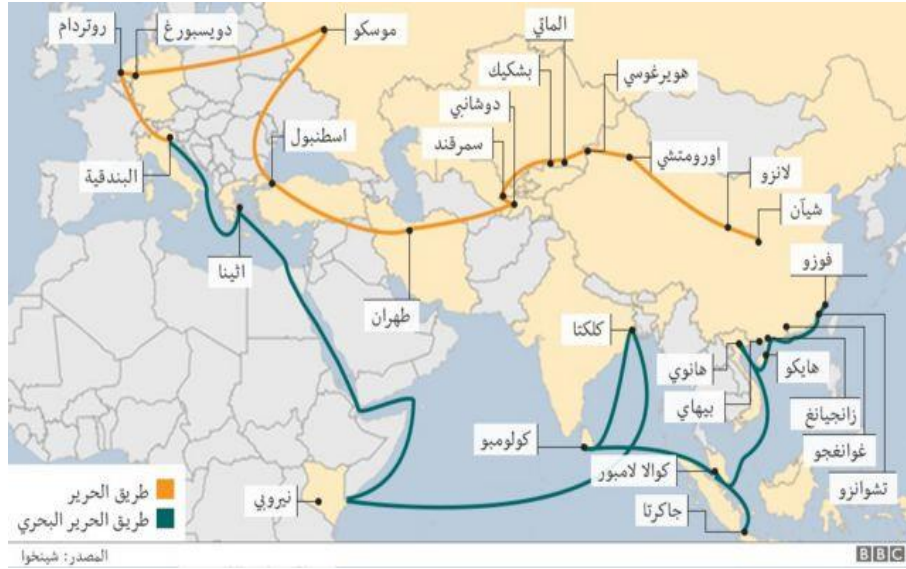 روتردام
دويسبورغ
موسكو
الماتي
بشكيك
هويرغوسي
دوشانبي
سمرقند
اسطنبول
اورومتشي
البندقية
لانزو
شيآن
اثينا
طهران
فوزو
كلكتا
هانوي
هايكو
بيهاي
زانجيانغ
كولومبو
كوالا لامبور
غوانغجو
تشوانزو
نيروبي
جاكرتا
طريق الحرير
طريق الحرير البحري
المصدر: شينخوا
BBC